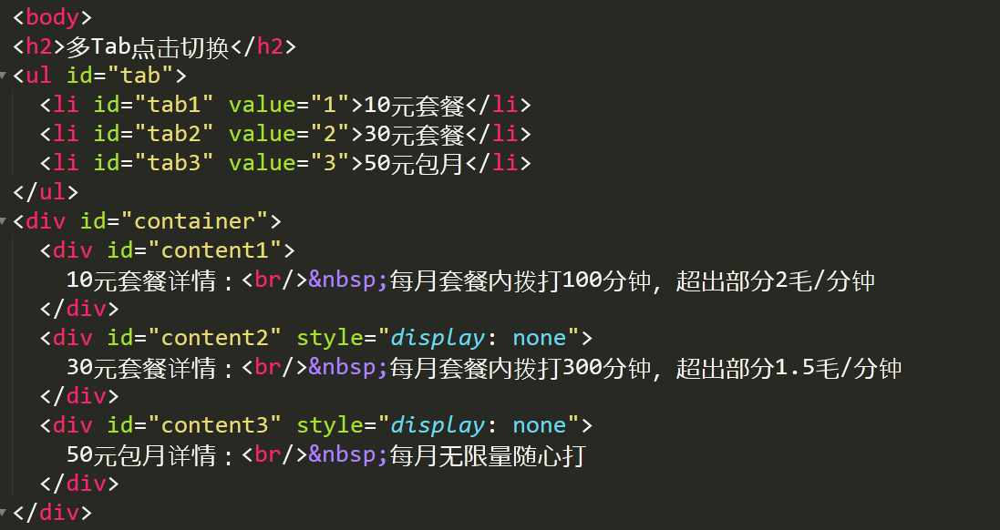 <body>
<h2>多Tab点击切换</h2>
<ul id="tab">
<li id="tab1" value="1">10元套餐</li>
<li id="tab2" value="2">30元套餐</li>
<li id="tab3" value="3">50元包月</li>
</ul>
<div id="container">
<div id="content1">
10元套餐详情：<br/>&nbsp;每月套餐内拨打100分钟，超出部分2毛/分钟
</div>
<div id="content2" style="display: none">
30元套餐详情：<br/>&nbsp;每月套餐内拨打300分钟，超出部分1.5毛/分钟
</div>
<div id="content3" style="display: none">
50元包月详情：<br/>&nbsp;每月无限量随心打
</div>
</div>